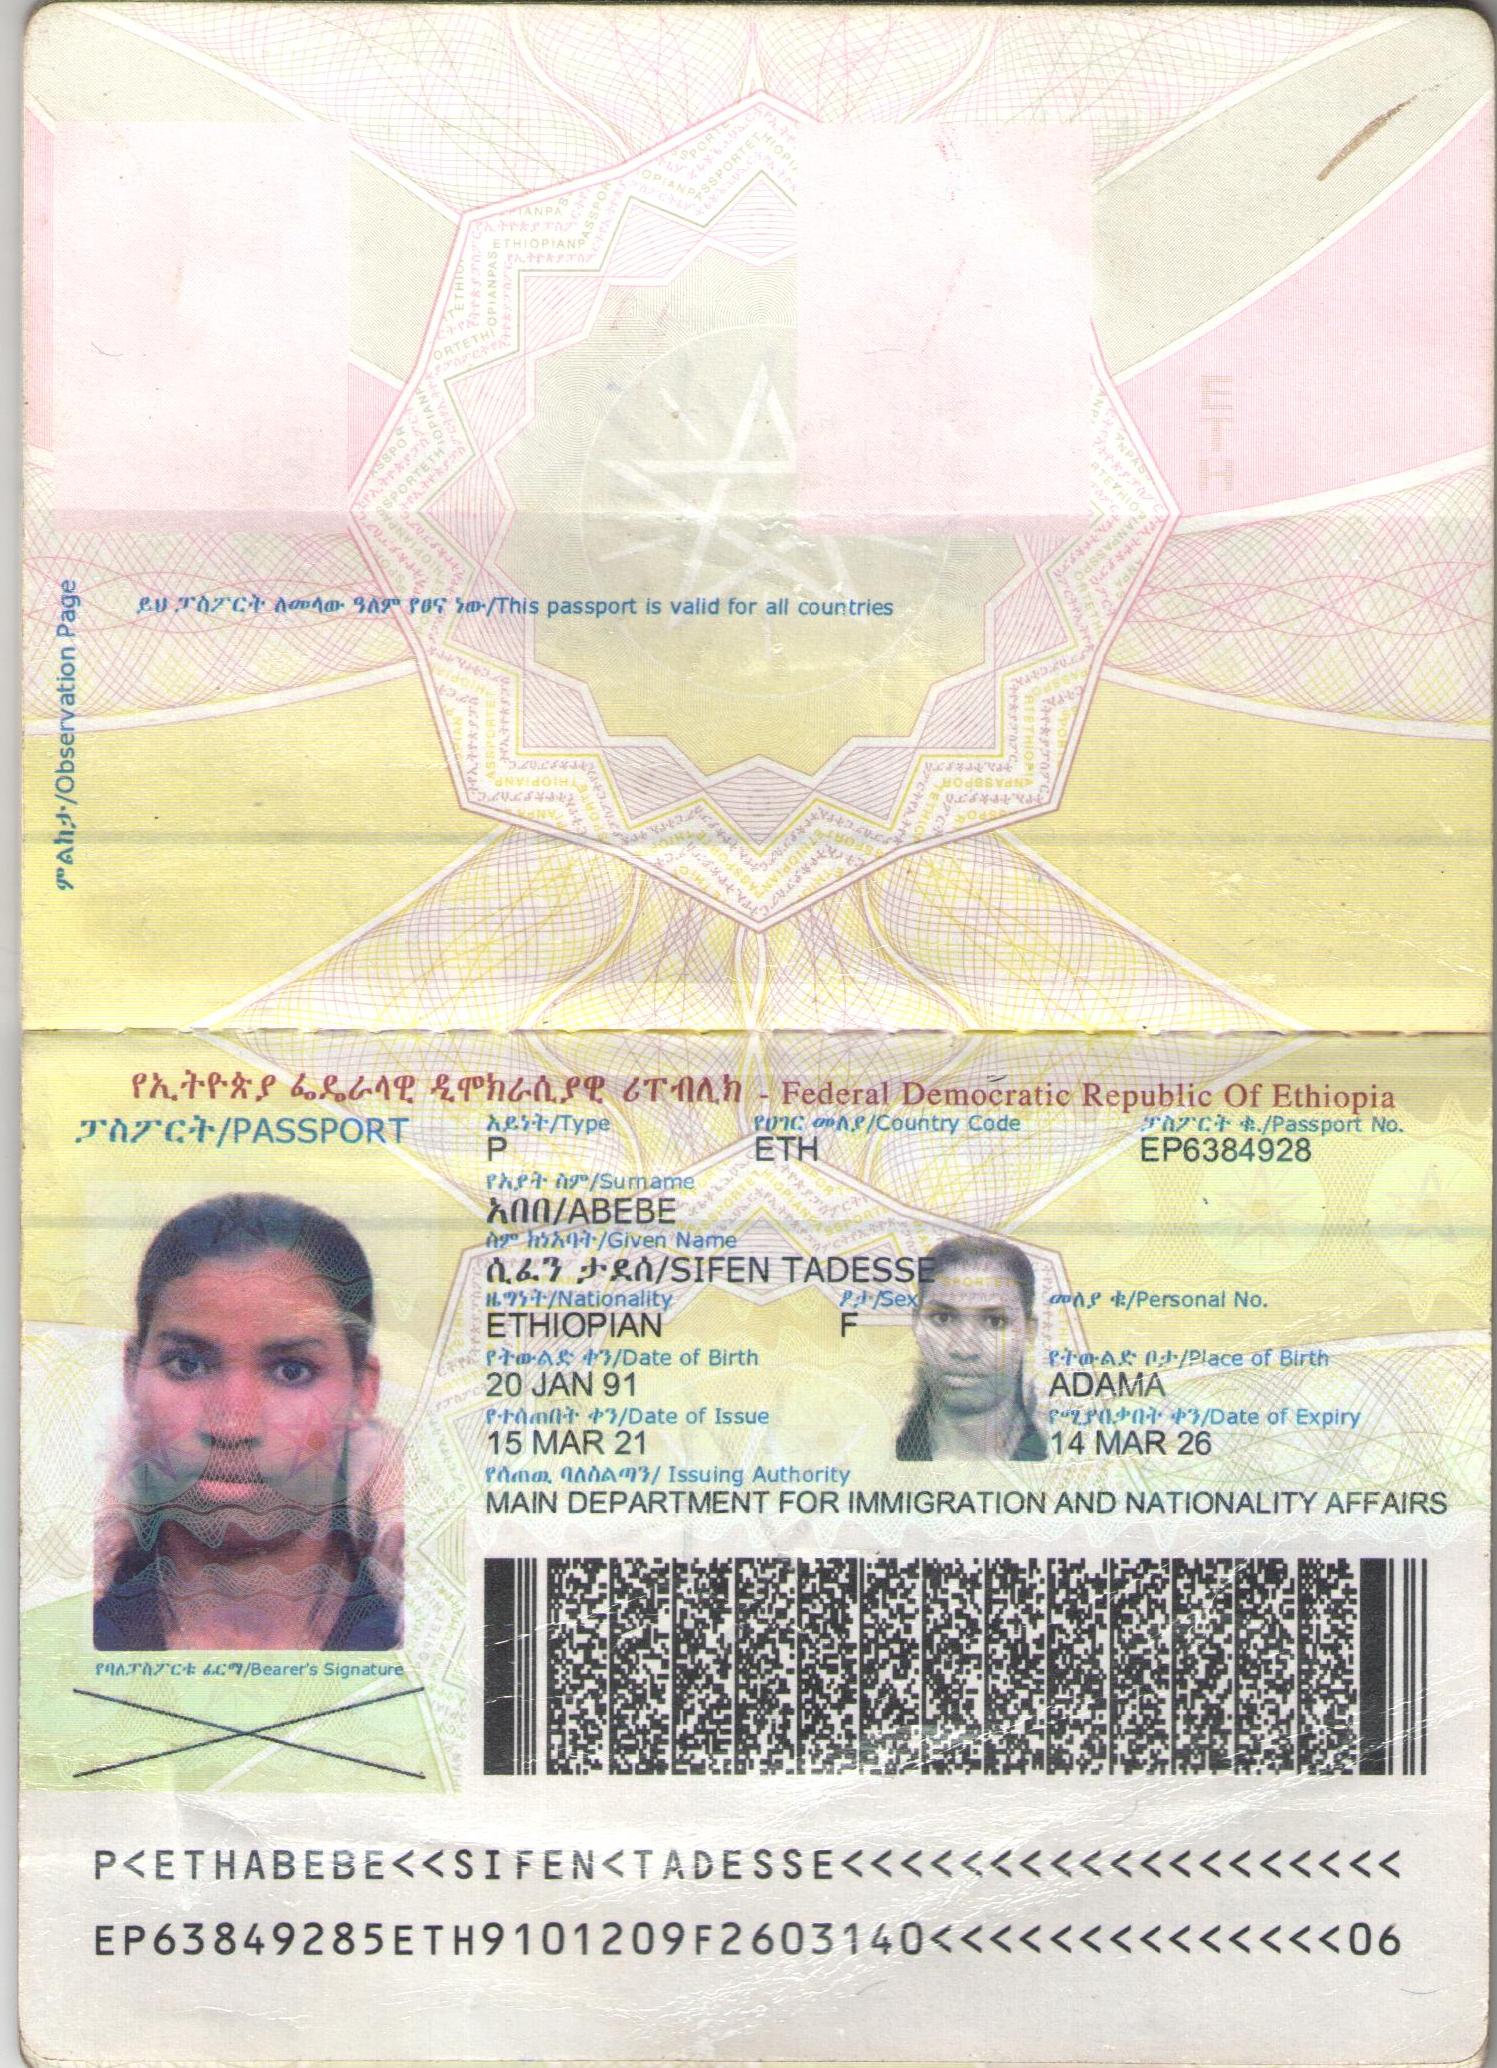 ይህ ፓስፖርት ለመላው ዓለም የፀና ነው/This passport is valid for all countries
ምልከታ/Observation Page
የኢትዮጵያ ፌዴራላዊ ዲሞክራሲያዊ ሪፐብሊክ - Federal Democratic Republic Of Ethiopia
ፓስፖርት/PASSPORT
አይነት/Type የሀገር መለያ/Country Code ፓስፖርት ቁ./Passport No.
P ETH EP6384928
የአያት ስም/Surname
አበበ/ABEBE
ስም ከነአባት/Given Name
ሲፈን ታደሰ/SIFEN TADESSE
ዜግነት/Nationality ፆታ/Sex መለያ ቁ/Personal No.
ETHIOPIAN F
የትውልድ ቀን/Date of Birth የትውልድ ቦታ/Place of Birth
20 JAN 91 ADAMA
የተሰጠበት ቀን/Date of Issue የሚያበቃበት ቀን/Date of Expiry
15 MAR 21 14 MAR 26
የሰጠዉ ባለስልጣን/ Issuing Authority
MAIN DEPARTMENT FOR IMMIGRATION AND NATIONALITY AFFAIRS
የባለፓስፖርቱ ፊርማ/Bearer's Signature
P<ETHABEBE<<SIFEN<TADESSE<<<<<<<<<<<<<<<<<<<
EP63849285ETH9101209F2603140<<<<<<<<<<<<<<06